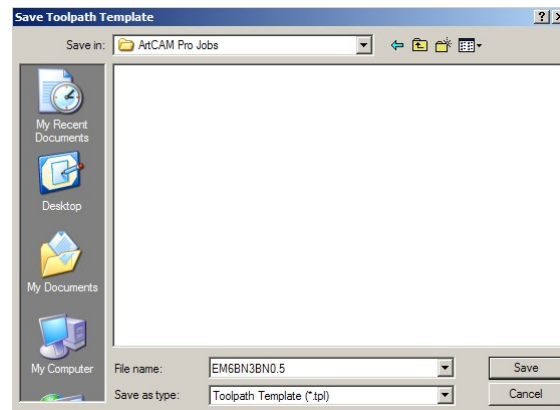 Save Toolpath Template
Save in: ArtCAM Pro Jobs
My Recent
Documents
Desktop
My Documents
My Computer
File name: EM6BN3BN0.5 Save
Save as type: Toolpath Template (*.tpl) Cancel